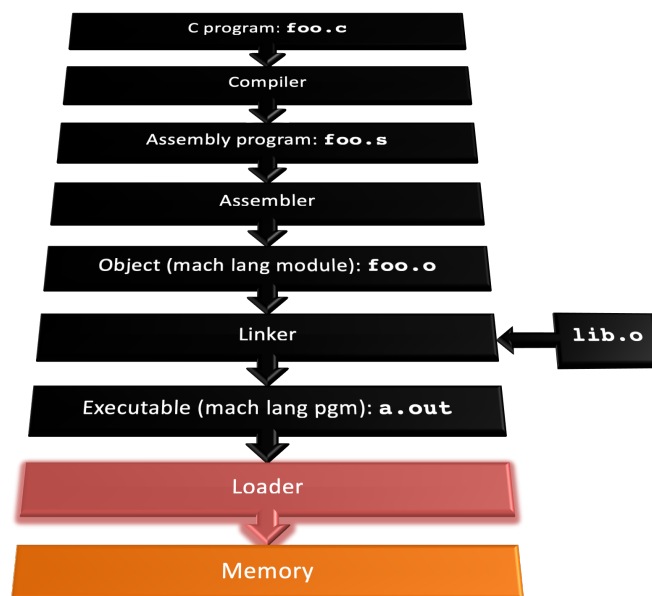 C program: foo.c
Compiler
Assembly program: foo.s
Assembler
Object (mach lang module): foo.o
Linker
lib.o
Executable (mach lang pgm): a.out
Loader
Memory